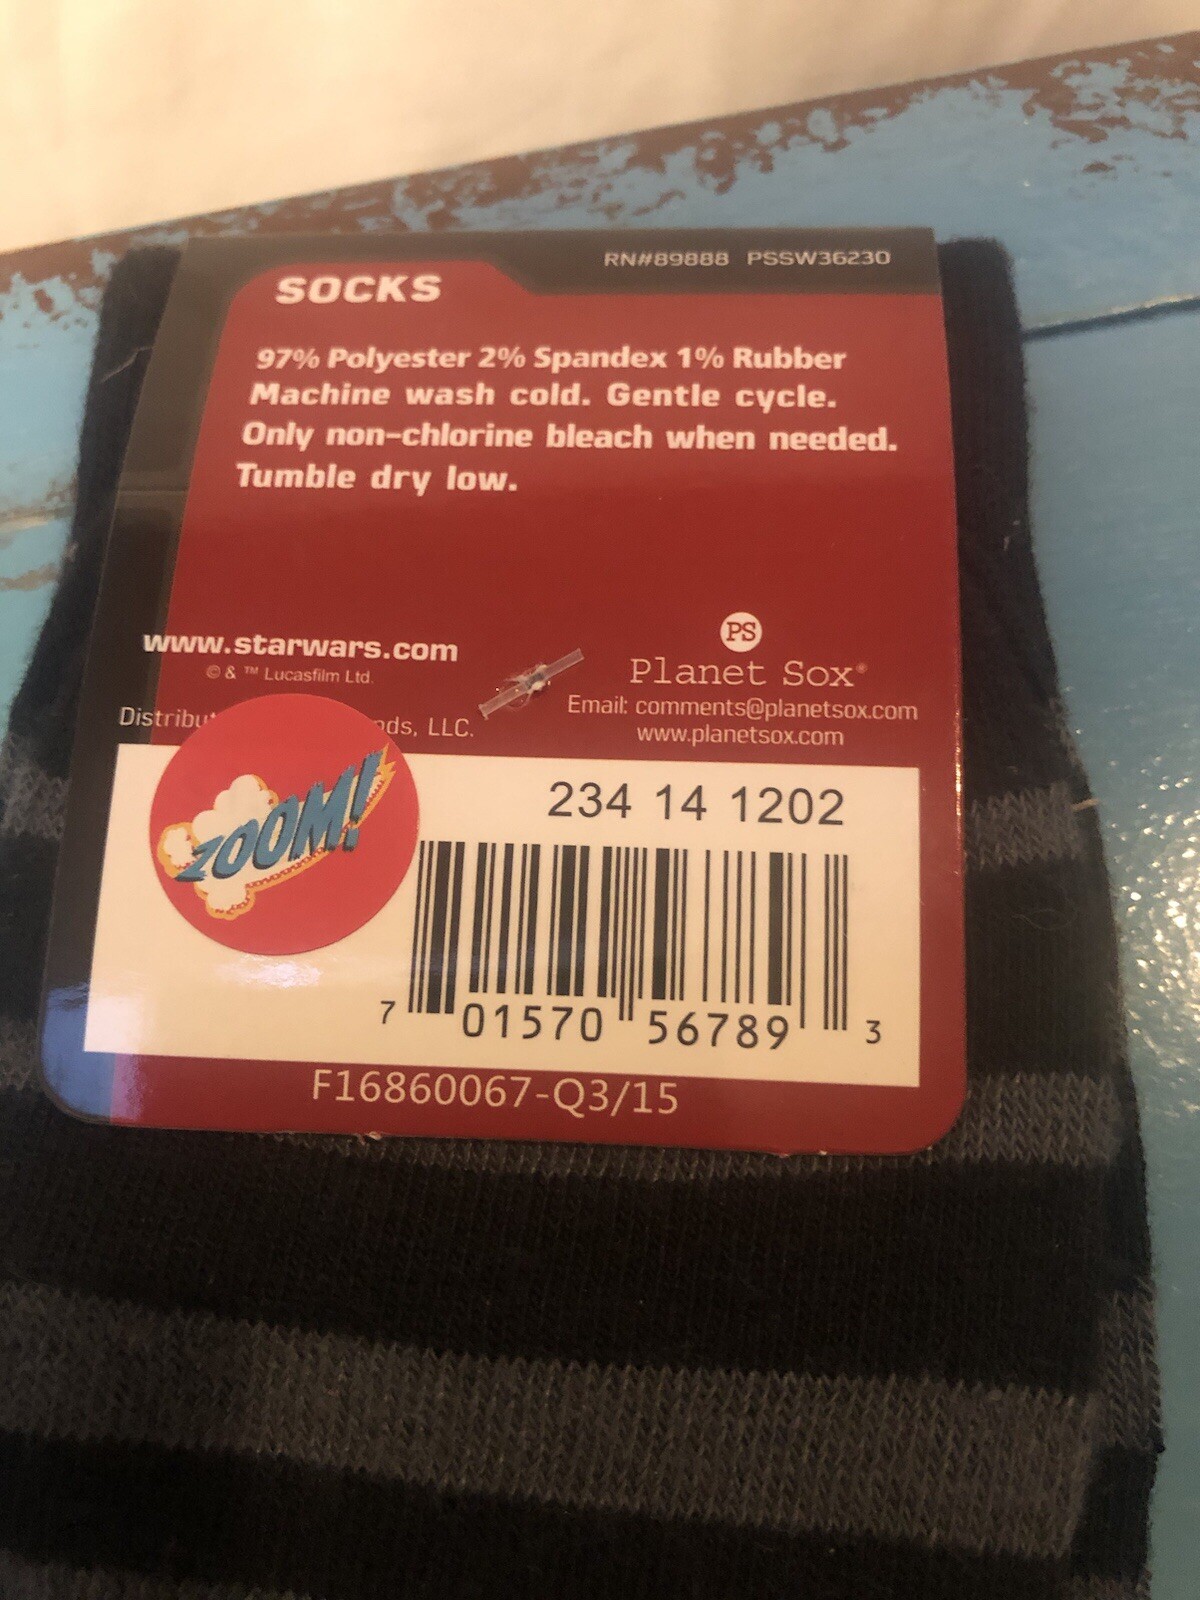 RN#89888 PSSW36230
SOCKS
97% Polyester 2% Spandex 1% Rubber
Machine wash cold. Gentle cycle.
Only non-chlorine bleach when needed.
Tumble dry low.
www.starwars.com
© & ™ Lucasfilm Ltd.
LLC.
PS
Planet Sox®
Email: comments@planetsox.com
www.planetsox.com
ZOOM!
234 14 1202
7 01570 56789 3
F16860067-Q3/15